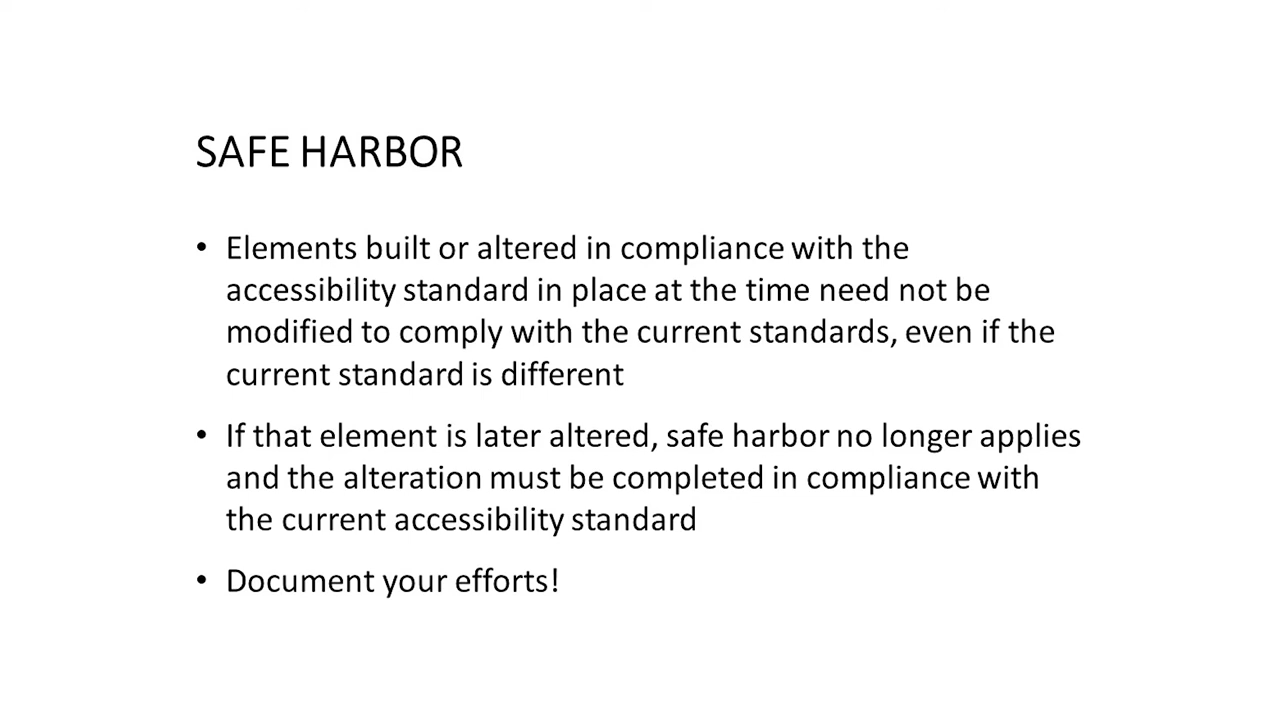 SAFE HARBOR
• Elements built or altered in compliance with the
accessibility standard in place at the time need not be
modified to comply with the current standards, even if the
current standard is different
• If that element is later altered, safe harbor no longer applies
and the alteration must be completed in compliance with
the current accessibility standard
• Document your efforts!